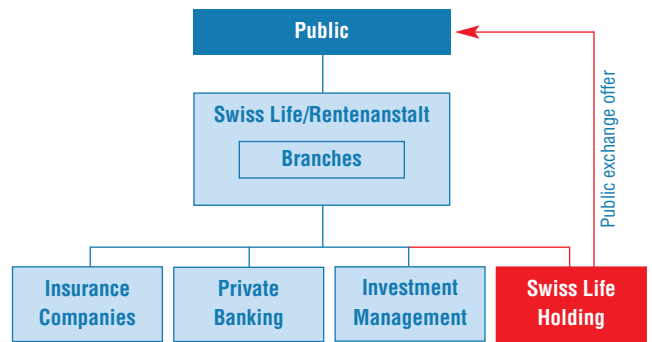 Public
Swiss Life/Rentenanstalt
Branches
Public exchange offer
Insurance
Companies
Private
Banking
Investment
Management
Swiss Life
Holding